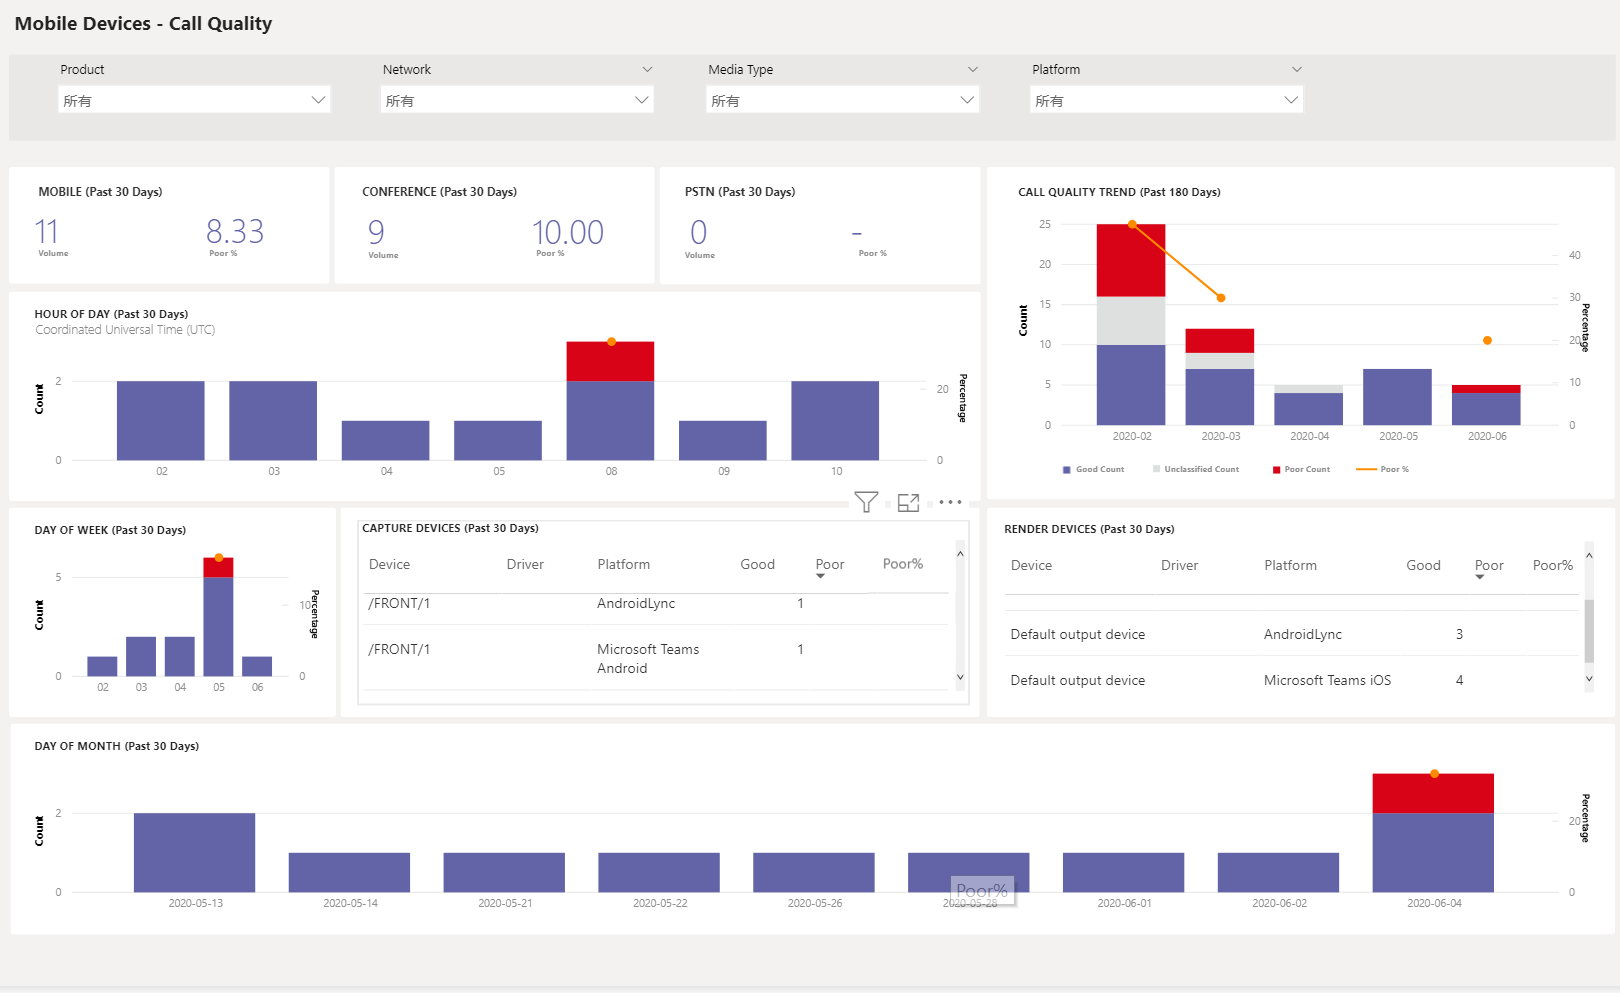 Mobile Devices - Call Quality
Product
Network
Media Type
Platform
所有
所有
所有
所有
MOBILE (Past 30 Days)
11
Volume
8.33
Poor %
CONFERENCE (Past 30 Days)
9
Volume
10.00
Poor %
PSTN (Past 30 Days)
0
Volume
-
Poor %
CALL QUALITY TREND (Past 180 Days)
Count
25
20
15
10
5
0
40
30
20
10
0
Percentage
2020-02
2020-03
2020-04
2020-05
2020-06
Good Count
Unclassified Count
Poor Count
Poor %
HOUR OF DAY (Past 30 Days)
Coordinated Universal Time (UTC)
Count
2
0
20
0
Percentage
02
03
04
05
08
09
10
DAY OF WEEK (Past 30 Days)
Count
5
0
10
0
Percentage
02
03
04
05
06
CAPTURE DEVICES (Past 30 Days)
Device Driver Platform Good Poor Poor%
/FRONT/1 AndroidLync 1
/FRONT/1 Microsoft Teams 1
Android
RENDER DEVICES (Past 30 Days)
Device Driver Platform Good Poor Poor%
Default output device AndroidLync 3
Default output device Microsoft Teams iOS 4
DAY OF MONTH (Past 30 Days)
Count
2
0
20
0
Percentage
Poor%
2020-05-13
2020-05-14
2020-05-21
2020-05-22
2020-05-26
2020-05-28
2020-06-01
2020-06-02
2020-06-04